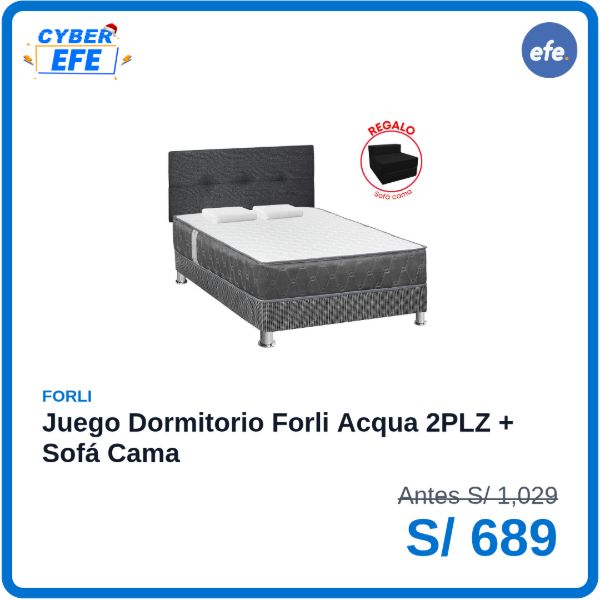 CYBER
EFE
efe.
REGALO
Sofá cama
FORLI
Juego Dormitorio Forli Acqua 2PLZ +
Sofá Cama
Antes S/ 1,029
S/ 689